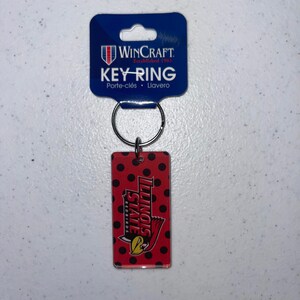 WINCRAFT
KEY RING
Porte-clés • Llavero
ILLINOIS
STATE